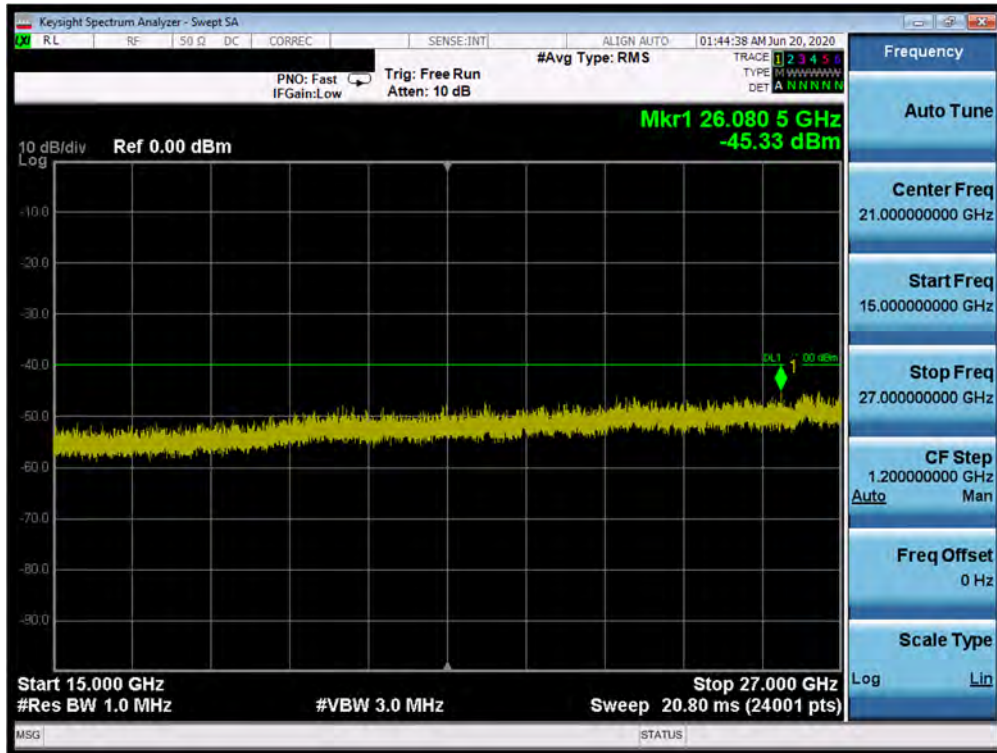 Keysight Spectrum Analyzer - Swept SA
LXI RL RF 50 Ω DC CORREC SENSE:INT ALIGN AUTO 01:44:38 AM Jun 20, 2020
PNO: Fast
IFGain:Low
Trig: Free Run
Atten: 10 dB
#Avg Type: RMS
TRACE 1 2 3 4 5 6
TYPE M WWWWW
DET A N N N N N
Mkr1 26.080 5 GHz
-45.33 dBm
10 dB/div Ref 0.00 dBm
Log
-10.0
-20.0
-30.0
-40.0
-50.0
-60.0
-70.0
-80.0
-90.0
DL1 00 dBm
1
Start 15.000 GHz Stop 27.000 GHz
#Res BW 1.0 MHz #VBW 3.0 MHz Sweep 20.80 ms (24001 pts)
MSG STATUS
Frequency
Auto Tune
Center Freq
21.000000000 GHz
Start Freq
15.000000000 GHz
Stop Freq
27.000000000 GHz
CF Step
1.200000000 GHz
Auto Man
Freq Offset
0 Hz
Scale Type
Log Lin